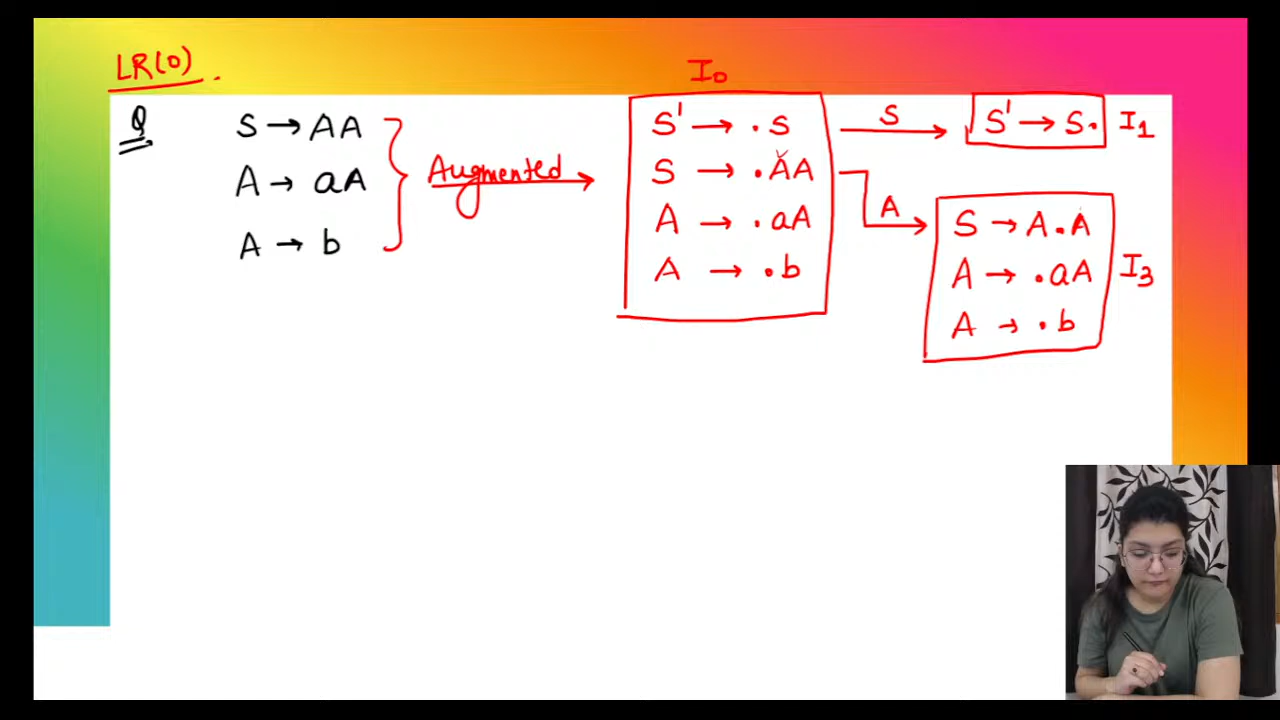 LR(0)
Q
S → AA
A → aA
A → b
Augmented
I0
S' → .S
S → .AA
A → .aA
A → .b
S
S' → S.
I1
A
S → A.A
A → .aA
A → .b
I3